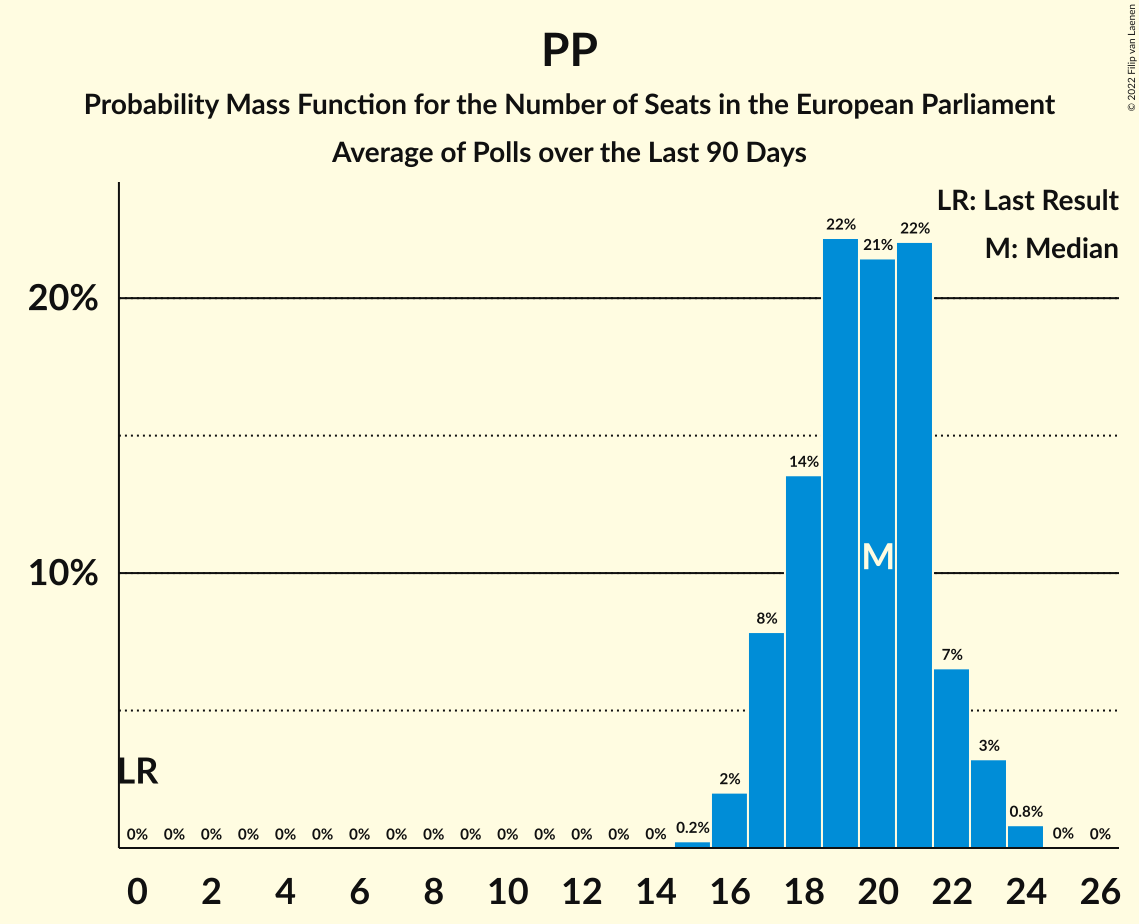 PP
Probability Mass Function for the Number of Seats in the European Parliament
Average of Polls over the Last 90 Days
© 2022 Filip van Laenen
LR: Last Result
M: Median
20%
10%
22%
21%
22%
14%
8%
7%
3%
2%
0.8%
0.2%
M
LR
0% 0% 0% 0% 0% 0% 0% 0% 0% 0% 0% 0% 0% 0% 0% 0% 0%
0 2 4 6 8 10 12 14 16 18 20 22 24 26